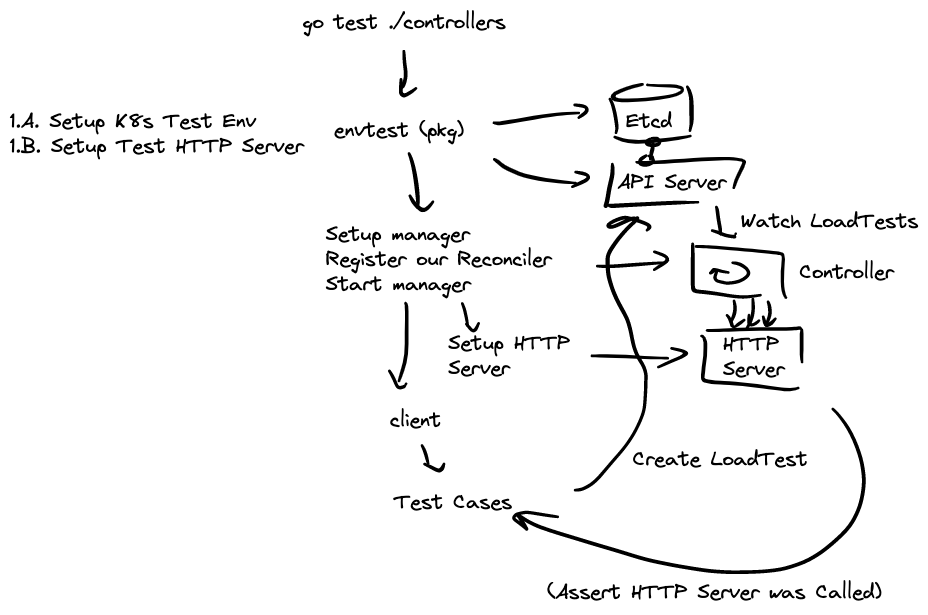 go test ./controllers
1.A. Setup K8s Test Env
1.B. Setup Test HTTP Server
envtest (pkg)
Etcd
API Server
Watch LoadTests
Setup manager
Register our Reconciler
Start manager
Controller
Setup HTTP
Server
HTTP
Server
client
Create LoadTest
Test Cases
(Assert HTTP Server was Called)